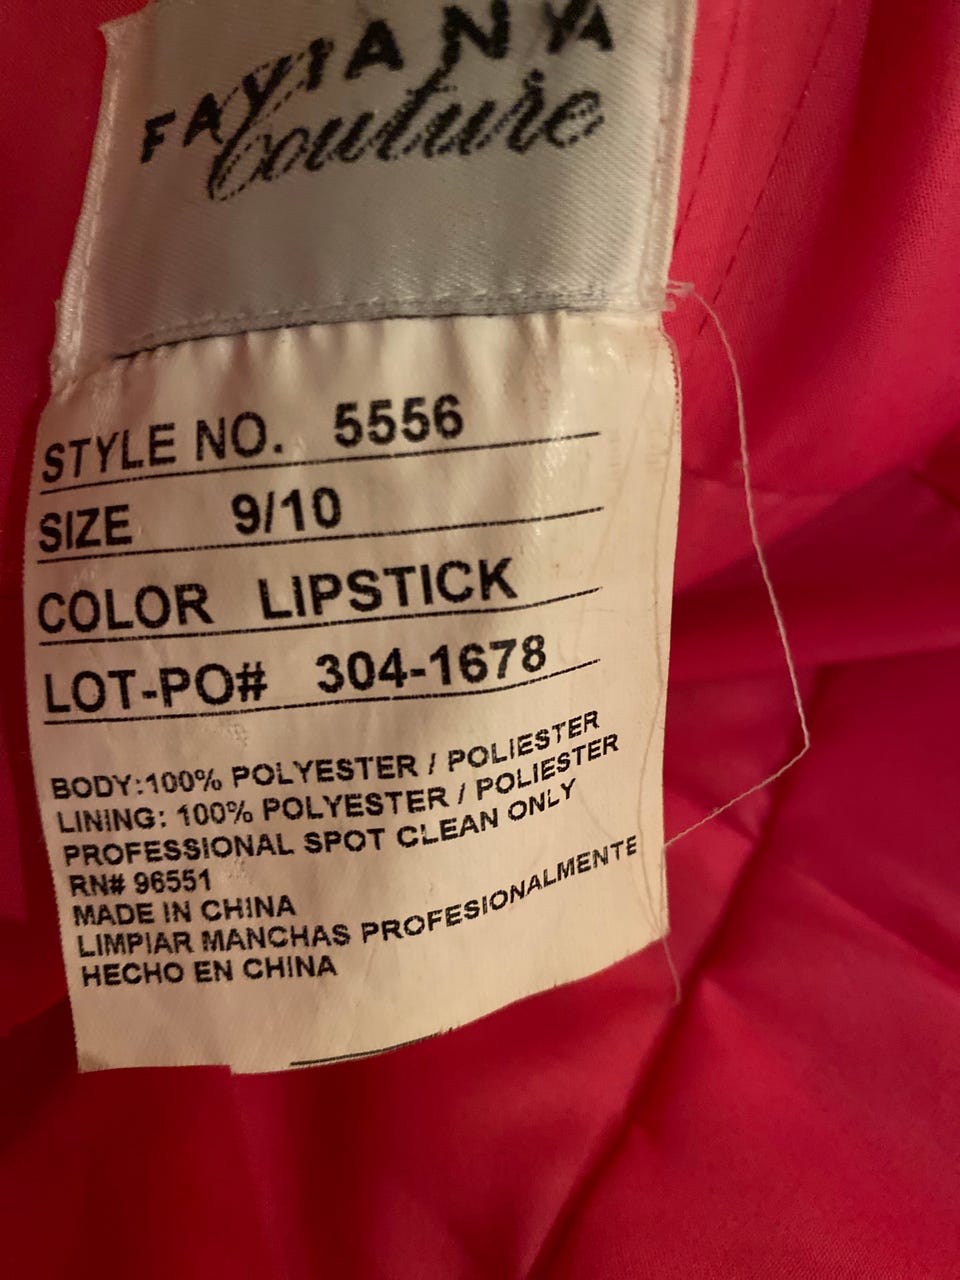 FAVIANA
couture
STYLE NO. 5556
SIZE 9/10
COLOR LIPSTICK
LOT-PO# 304-1678
BODY:100% POLYESTER / POLIESTER
LINING: 100% POLYESTER / POLIESTER
PROFESSIONAL SPOT CLEAN ONLY
RN# 96551
MADE IN CHINA
LIMPIAR MANCHAS PROFESIONALMENTE
HECHO EN CHINA